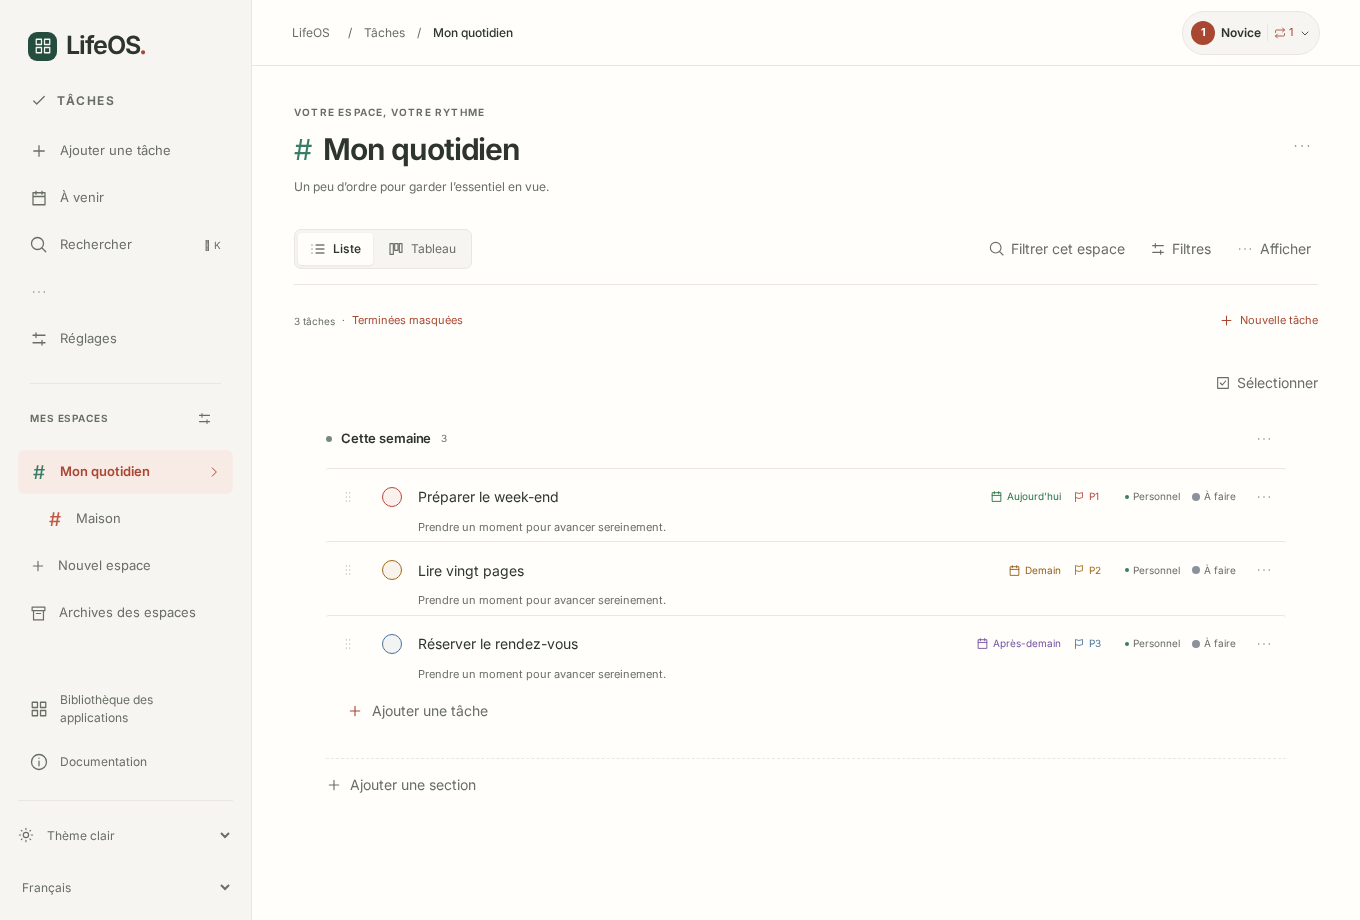 LifeOS.
TÂCHES
Ajouter une tâche
À venir
Rechercher
K
Réglages
MES ESPACES
# Mon quotidien
# Maison
Nouvel espace
Archives des espaces
Bibliothèque des
applications
Documentation
Thème clair
Français
LifeOS / Tâches / Mon quotidien
1 Novice 1
VOTRE ESPACE, VOTRE RYTHME
# Mon quotidien
Un peu d’ordre pour garder l’essentiel en vue.
Liste Tableau
Filtrer cet espace Filtres Afficher
3 tâches · Terminées masquées
Nouvelle tâche
Sélectionner
Cette semaine 3
Préparer le week-end Aujourd’hui P1 Personnel À faire
Prendre un moment pour avancer sereinement.
Lire vingt pages Demain P2 Personnel À faire
Prendre un moment pour avancer sereinement.
Réserver le rendez-vous Après-demain P3 Personnel À faire
Prendre un moment pour avancer sereinement.
Ajouter une tâche
Ajouter une section